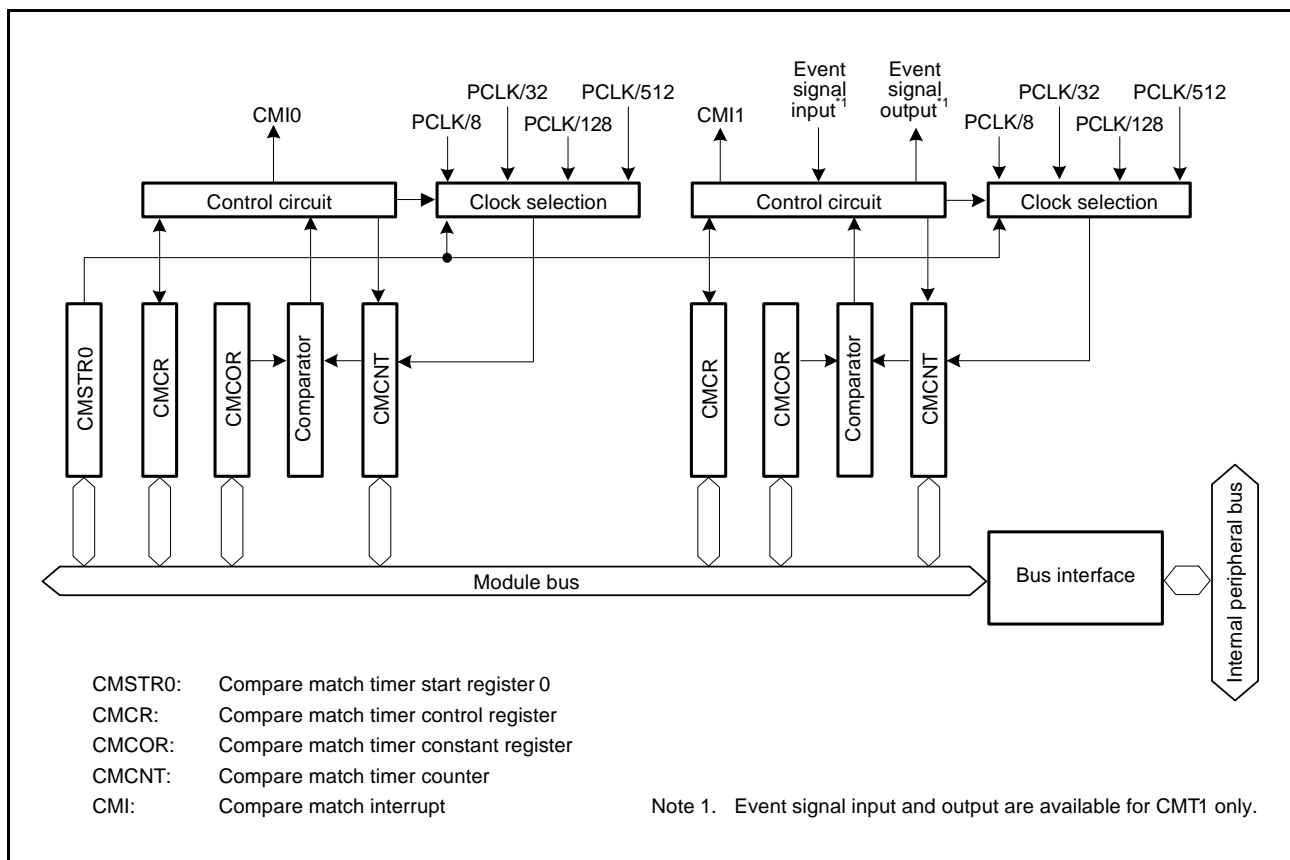 CMI0
PCLK/8
PCLK/32
PCLK/128
PCLK/512
CMI1
Event
signal
input*1
Event
signal
output*1
PCLK/8
PCLK/32
PCLK/128
PCLK/512
Control circuit
Clock selection
Control circuit
Clock selection
CMSTR0
CMCR
CMCOR
Comparator
CMCNT
CMCR
CMCOR
Comparator
CMCNT
Module bus
Bus interface
Internal peripheral bus
CMSTR0: Compare match timer start register 0
CMCR: Compare match timer control register
CMCOR: Compare match timer constant register
CMCNT: Compare match timer counter
CMI: Compare match interrupt
Note 1. Event signal input and output are available for CMT1 only.